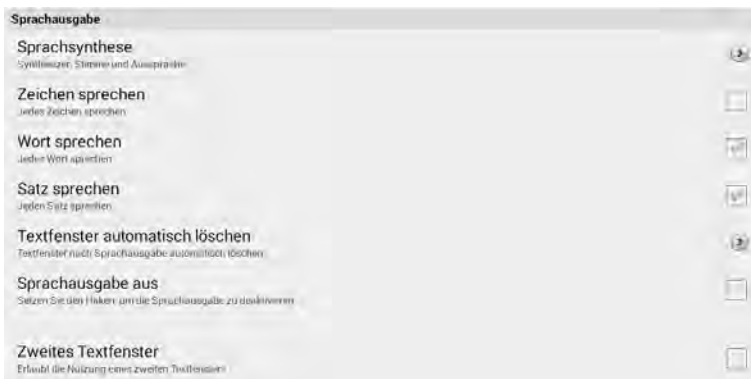 Sprachausgabe
Sprachsynthese
Synthesizer, Stimme und Aussprache
Zeichen sprechen
Jedes Zeichen sprechen
Wort sprechen
Jedes Wort sprechen
Satz sprechen
Jeden Satz sprechen
Textfenster automatisch löschen
Textfenster nach Sprachausgabe automatisch löschen
Sprachausgabe aus
Setzen Sie den Haken um die Sprachausgabe zu deaktivieren
Zweites Textfenster
Erlaubt die Nutzung eines zweiten Textfensters